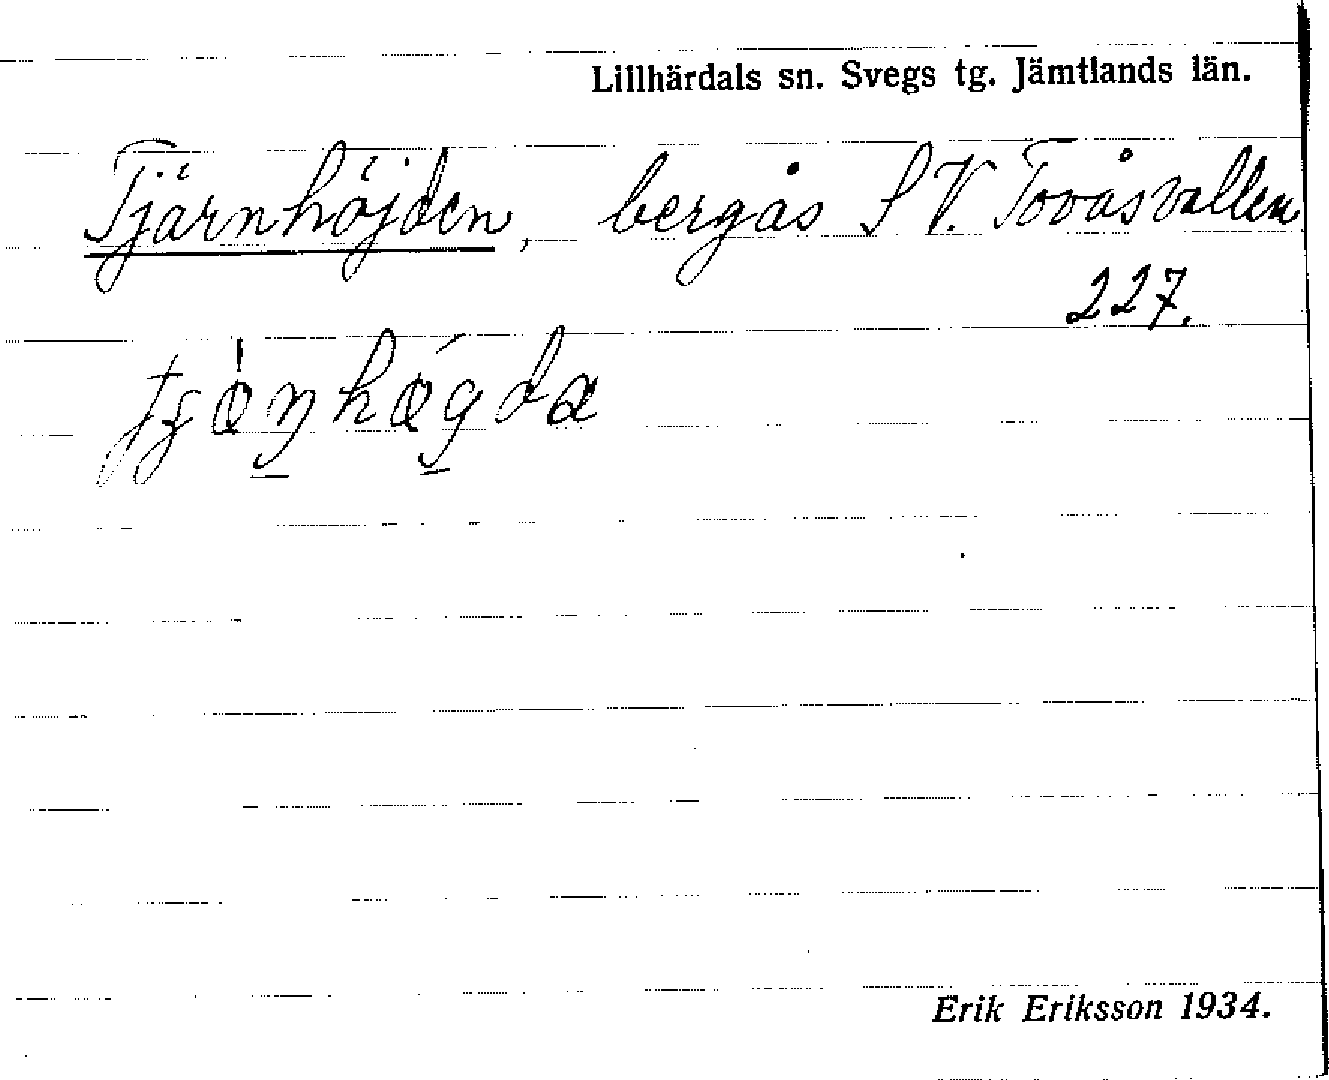 Lillhärdals sn. Svegs tg. Jämtlands län.
Tjärnhöjden, bergås S V. Tovåsvallen
227.
Erik Eriksson 1934.